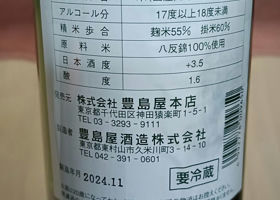 アルコール分 17度以上18度未満
精米歩合 麹米55% 掛米60%
原料米 八反錦100%使用
日本酒度 +3.5
酸度 1.6
発売元 株式会社 豊島屋本店
東京都千代田区神田猿楽町1-5-1
TEL 03-3293-9111
製造者 豊島屋酒造株式会社
東京都東村山市久米川町3-14-10
TEL 042-391-0601
製造年月 2024.11
要冷蔵